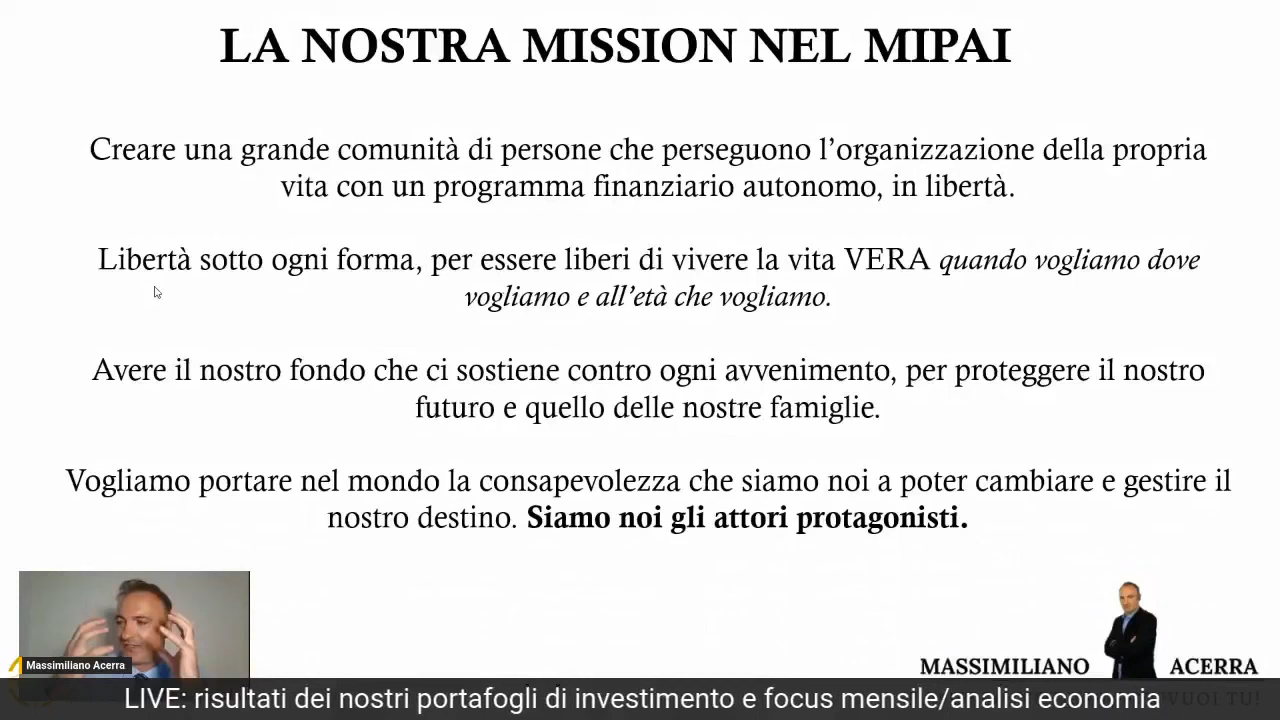 LA NOSTRA MISSION NEL MIPAI
Creare una grande comunità di persone che perseguono l’organizzazione della propria
vita con un programma finanziario autonomo, in libertà.
Libertà sotto ogni forma, per essere liberi di vivere la vita VERA quando vogliamo dove
vogliamo e all’età che vogliamo.
Avere il nostro fondo che ci sostiene contro ogni avvenimento, per proteggere il nostro
futuro e quello delle nostre famiglie.
Vogliamo portare nel mondo la consapevolezza che siamo noi a poter cambiare e gestire il
nostro destino. Siamo noi gli attori protagonisti.
Massimiliano Acerra
MASSIMILIANO ACERRA
VUOI TU!
LIVE: risultati dei nostri portafogli di investimento e focus mensile/analisi economia